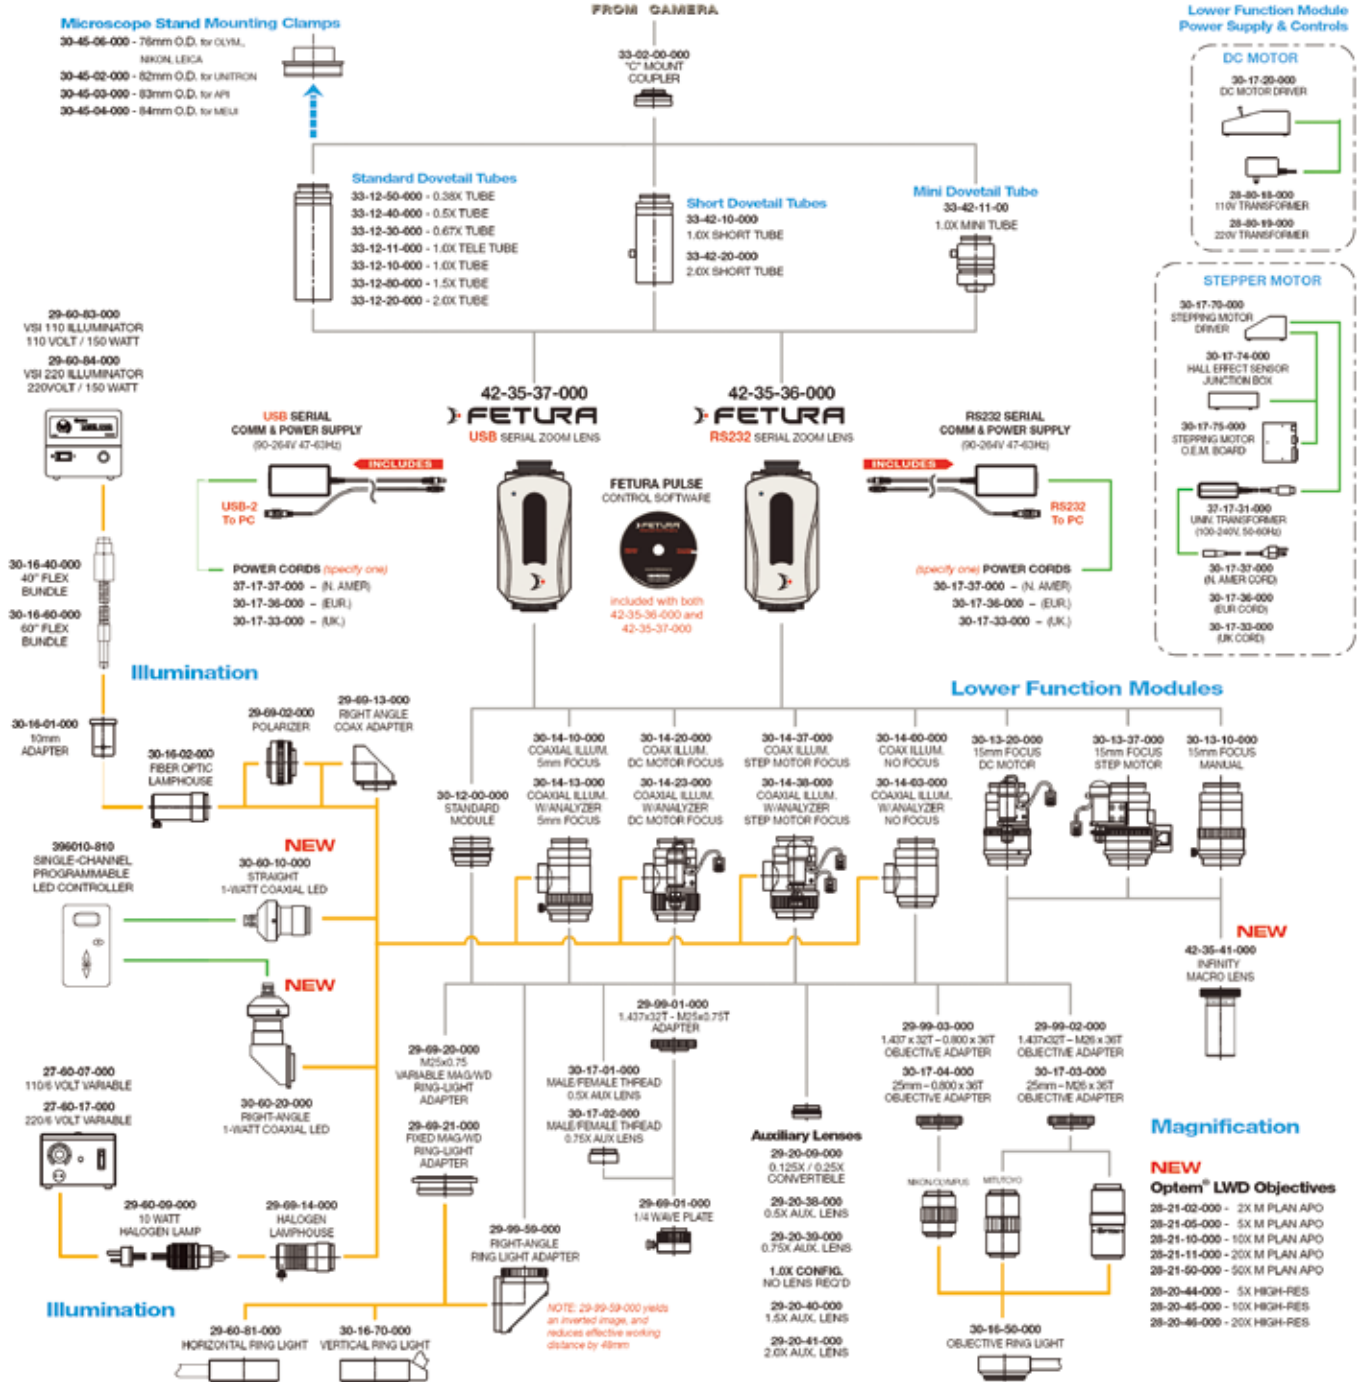 FROM CAMERA
Microscope Stand Mounting Clamps
30-45-06-000 - 76mm O.D. for OLYM.,
NIKON, LEICA
30-45-02-000 - 82mm O.D. for UNITRON
30-45-03-000 - 83mm O.D. for API
30-45-04-000 - 84mm O.D. for MEIJI
33-02-00-000
"C" MOUNT
COUPLER
Lower Function Module
Power Supply & Controls
DC MOTOR
30-17-20-000
DC MOTOR DRIVER
28-80-18-000
110V TRANSFORMER
28-80-19-000
220V TRANSFORMER
Standard Dovetail Tubes
33-12-50-000 - 0.38X TUBE
33-12-40-000 - 0.5X TUBE
33-12-30-000 - 0.67X TUBE
33-12-11-000 - 1.0X TELE TUBE
33-12-10-000 - 1.0X TUBE
33-12-80-000 - 1.5X TUBE
33-12-20-000 - 2.0X TUBE
Short Dovetail Tubes
33-42-10-000
1.0X SHORT TUBE
33-42-20-000
2.0X SHORT TUBE
Mini Dovetail Tube
33-42-11-00
1.0X MINI TUBE
STEPPER MOTOR
30-17-70-000
STEPPING MOTOR
DRIVER
30-17-74-000
HALL EFFECT SENSOR
JUNCTION BOX
30-17-75-000
STEPPING MOTOR
O.E.M. BOARD
37-17-31-000
UNIV. TRANSFORMER
(100-240V, 50-60Hz)
30-17-37-000
(N. AMER CORD)
30-17-36-000
(EUR CORD)
30-17-33-000
(UK CORD)
29-60-83-000
VSI 110 ILLUMINATOR
110 VOLT / 150 WATT
29-60-84-000
VSI 220 ILLUMINATOR
220VOLT / 150 WATT
USB SERIAL
COMM & POWER SUPPLY
(90-264V 47-63Hz)
INCLUDES
USB-2
To PC
POWER CORDS (specify one)
37-17-37-000 – (N. AMER)
30-17-36-000 – (EUR.)
30-17-33-000 – (UK.)
42-35-37-000
FETURA
USB SERIAL ZOOM LENS
FETURA PULSE
CONTROL SOFTWARE
FETURA
included with both
42-35-36-000 and
42-35-37-000
42-35-36-000
FETURA
RS232 SERIAL ZOOM LENS
RS232 SERIAL
COMM & POWER SUPPLY
(90-264V 47-63Hz)
INCLUDES
RS232
To PC
(specify one) POWER CORDS
37-17-37-000 – (N. AMER)
30-17-36-000 – (EUR.)
30-17-33-000 – (UK.)
30-16-40-000
40" FLEX
BUNDLE
30-16-60-000
60" FLEX
BUNDLE
Illumination
30-16-01-000
10mm
ADAPTER
30-16-02-000
FIBER OPTIC
LAMPHOUSE
29-69-02-000
POLARIZER
29-69-13-000
RIGHT ANGLE
COAX ADAPTER
Lower Function Modules
30-12-00-000
STANDARD
MODULE
30-14-10-000
COAXIAL ILLUM.
5mm FOCUS
30-14-13-000
COAXIAL ILLUM.
W/ANALYZER
5mm FOCUS
30-14-20-000
COAX ILLUM.
DC MOTOR FOCUS
30-14-23-000
COAXIAL ILLUM.
W/ANALYZER
DC MOTOR FOCUS
30-14-37-000
COAX ILLUM.
STEP MOTOR FOCUS
30-14-38-000
COAXIAL ILLUM.
W/ANALYZER
STEP MOTOR FOCUS
30-14-60-000
COAX ILLUM.
NO FOCUS
30-14-63-000
COAXIAL ILLUM.
W/ANALYZER
NO FOCUS
30-13-20-000
15mm FOCUS
DC MOTOR
30-13-37-000
15mm FOCUS
STEP MOTOR
30-13-10-000
15mm FOCUS
MANUAL
396010-810
SINGLE-CHANNEL
PROGRAMMABLE
LED CONTROLLER
NEW
30-60-10-000
STRAIGHT
1-WATT COAXIAL LED
NEW
30-60-20-000
RIGHT-ANGLE
1-WATT COAXIAL LED
NEW
42-35-41-000
INFINITY
MACRO LENS
27-60-07-000
110/6 VOLT VARIABLE
27-60-17-000
220/6 VOLT VARIABLE
29-60-09-000
10 WATT
HALOGEN LAMP
29-69-14-000
HALOGEN
LAMPHOUSE
Illumination
29-69-20-000
M25x0.75
VARIABLE MAG/WD
RING-LIGHT
ADAPTER
29-69-21-000
FIXED MAG/WD
RING-LIGHT
ADAPTER
29-99-59-000
RIGHT-ANGLE
RING LIGHT ADAPTER
NOTE: 29-99-59-000 yields
an inverted image, and
reduces effective working
distance by 48mm
29-60-81-000
HORIZONTAL RING LIGHT
30-16-70-000
VERTICAL RING LIGHT
30-17-01-000
MALE/FEMALE THREAD
0.5X AUX LENS
30-17-02-000
MALE/FEMALE THREAD
0.75X AUX LENS
29-99-01-000
1.437x32T - M25x0.75T
ADAPTER
29-69-01-000
1/4 WAVE PLATE
Auxiliary Lenses
29-20-09-000
0.125X / 0.25X
CONVERTIBLE
29-20-38-000
0.5X AUX. LENS
29-20-39-000
0.75X AUX. LENS
1.0X CONFIG.
NO LENS REQ'D
29-20-40-000
1.5X AUX. LENS
29-20-41-000
2.0X AUX. LENS
29-99-03-000
1.437 x 32T – 0.800 x 36T
OBJECTIVE ADAPTER
30-17-04-000
25mm – 0.800 x 36T
OBJECTIVE ADAPTER
29-99-02-000
1.437x32T – M26 x 36T
OBJECTIVE ADAPTER
30-17-03-000
25mm – M26 x 36T
OBJECTIVE ADAPTER
NIKON/OLYMPUS
MITUTOYO
30-16-50-000
OBJECTIVE RING LIGHT
Magnification
NEW
Optem® LWD Objectives
28-21-02-000 - 2X M PLAN APO
28-21-05-000 - 5X M PLAN APO
28-21-10-000 - 10X M PLAN APO
28-21-11-000 - 20X M PLAN APO
28-21-50-000 - 50X M PLAN APO
28-20-44-000 - 5X HIGH-RES
28-20-45-000 - 10X HIGH-RES
28-20-46-000 - 20X HIGH-RES